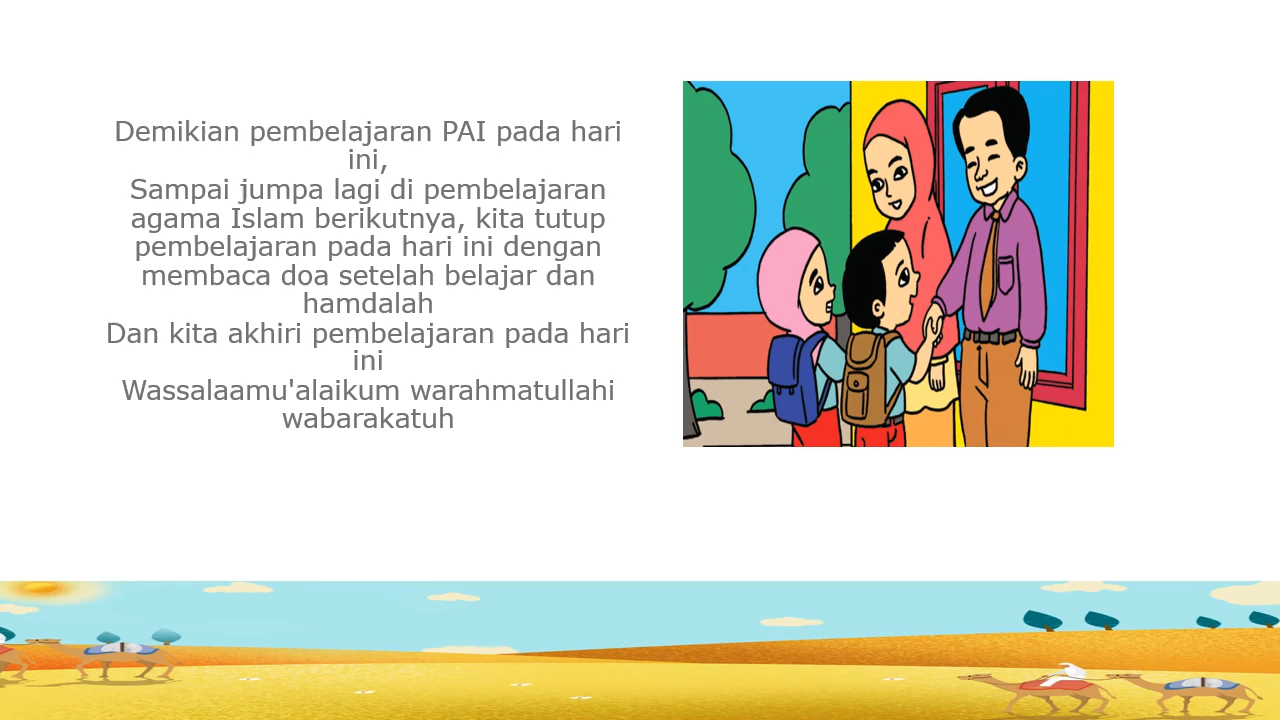 Demikian pembelajaran PAI pada hari
ini,
Sampai jumpa lagi di pembelajaran
agama Islam berikutnya, kita tutup
pembelajaran pada hari ini dengan
membaca doa setelah belajar dan
hamdalah
Dan kita akhiri pembelajaran pada hari
ini
Wassalaamu'alaikum warahmatullahi
wabarakatuh